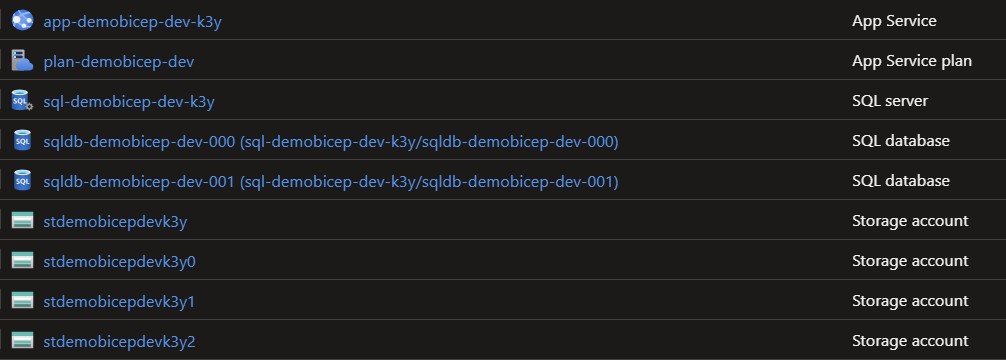 app-demobicep-dev-k3y App Service
plan-demobicep-dev App Service plan
SQL sql-demobicep-dev-k3y SQL server
SQL sqldb-demobicep-dev-000 (sql-demobicep-dev-k3y/sqldb-demobicep-dev-000) SQL database
SQL sqldb-demobicep-dev-001 (sql-demobicep-dev-k3y/sqldb-demobicep-dev-001) SQL database
stdemobicepdevk3y Storage account
stdemobicepdevk3y0 Storage account
stdemobicepdevk3y1 Storage account
stdemobicepdevk3y2 Storage account